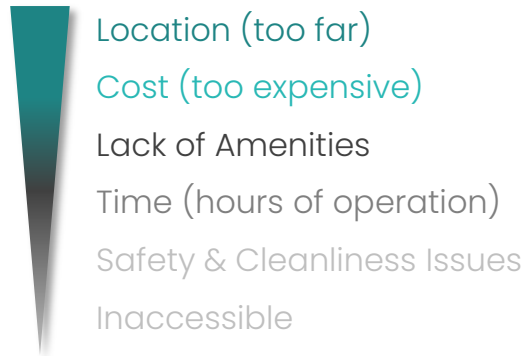 Location (too far)
Cost (too expensive)
Lack of Amenities
Time (hours of operation)
Safety & Cleanliness Issues
Inaccessible